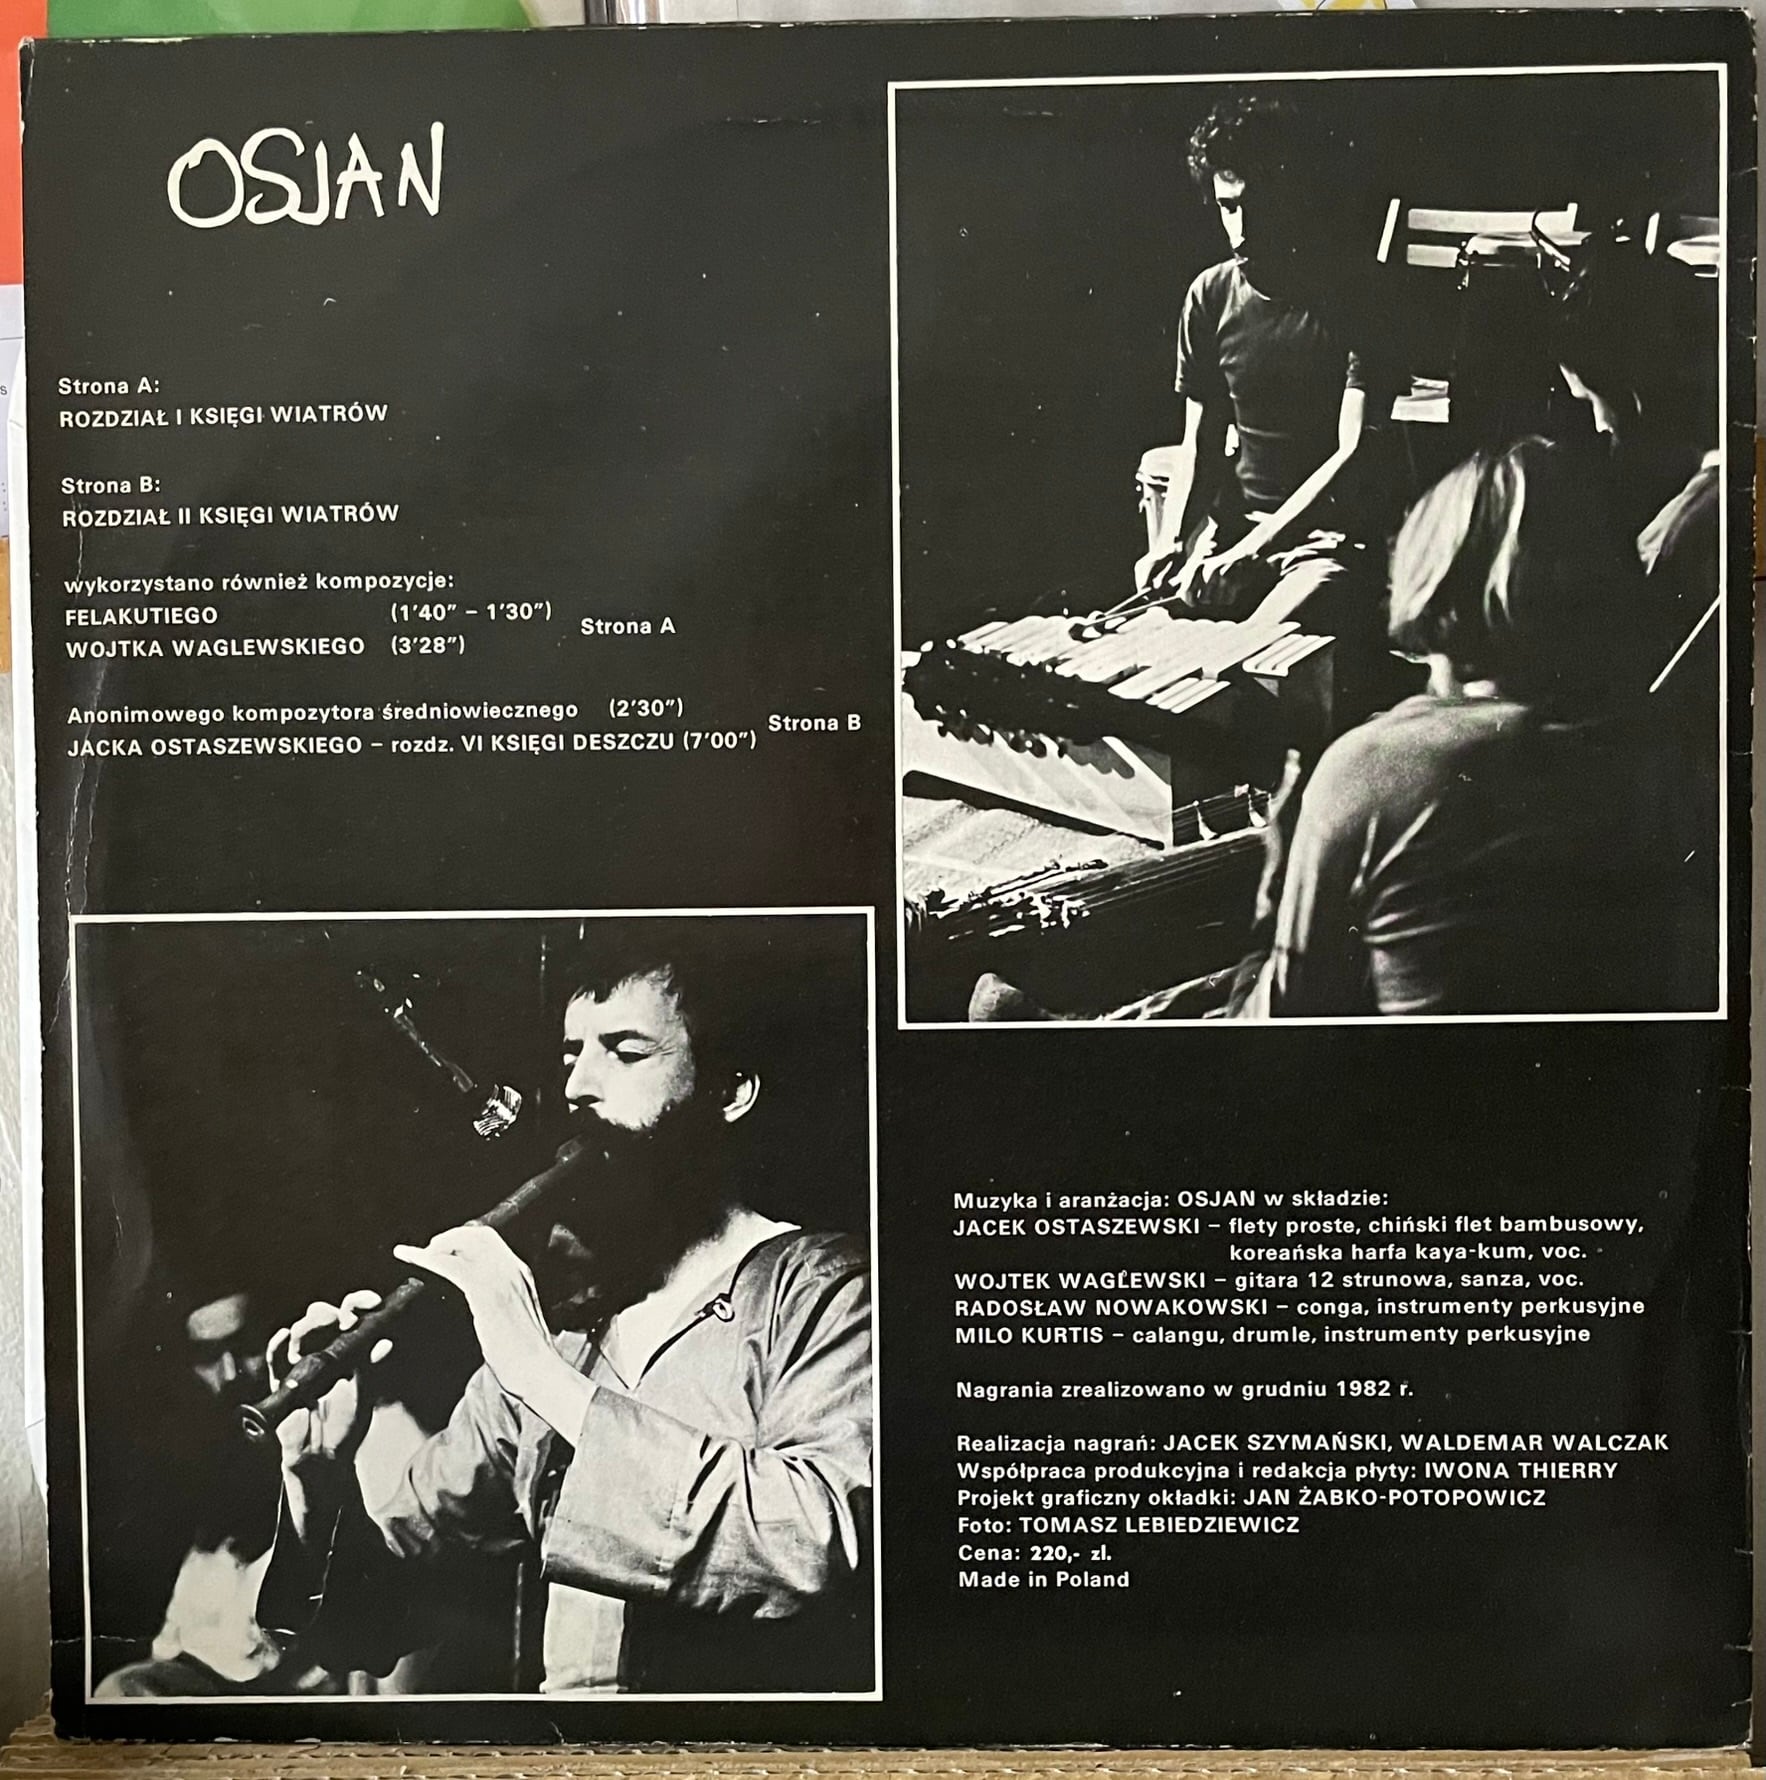 OSJAN
Strona A:
ROZDZIAŁ I KSIĘGI WIATRÓW
Strona B:
ROZDZIAŁ II KSIĘGI WIATRÓW
wykorzystano również kompozycje:
FELAKUTIEGO (1'40" – 1'30")
WOJTKA WAGLEWSKIEGO (3'28") Strona A
Anonimowego kompozytora średniowiecznego (2'30")
JACKA OSTASZEWSKIEGO – rozdz. VI KSIĘGI DESZCZU (7'00") Strona B
Muzyka i aranżacja: OSJAN w składzie:
JACEK OSTASZEWSKI – flety proste, chiński flet bambusowy,
koreańska harfa kaya-kum, voc.
WOJTEK WAGLEWSKI – gitara 12 strunowa, sanza, voc.
RADOSŁAW NOWAKOWSKI – conga, instrumenty perkusyjne
MILO KURTIS – calangu, drumle, instrumenty perkusyjne
Nagrania zrealizowano w grudniu 1982 r.
Realizacja nagrań: JACEK SZYMAŃSKI, WALDEMAR WALCZAK
Współpraca produkcyjna i redakcja płyty: IWONA THIERRY
Projekt graficzny okładki: JAN ŻABKO-POTOPOWICZ
Foto: TOMASZ LEBIEDZIEWICZ
Cena: 220,- zl.
Made in Poland